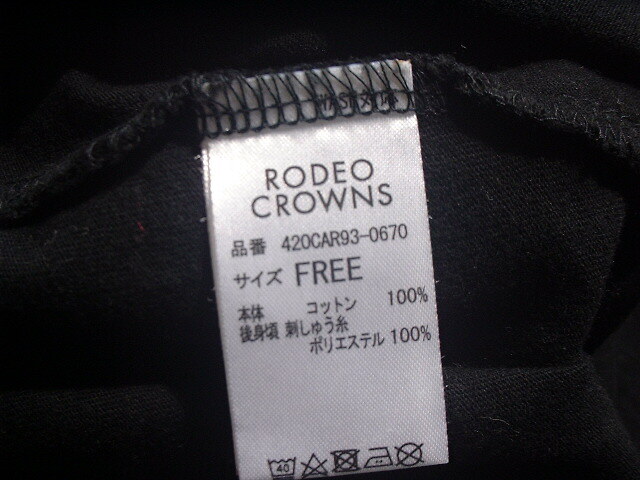 RODEO
CROWNS
品番 420CAR93-0670
サイズ FREE
本体 コットン 100%
後身頃 刺しゅう糸
ポリエステル 100%
40